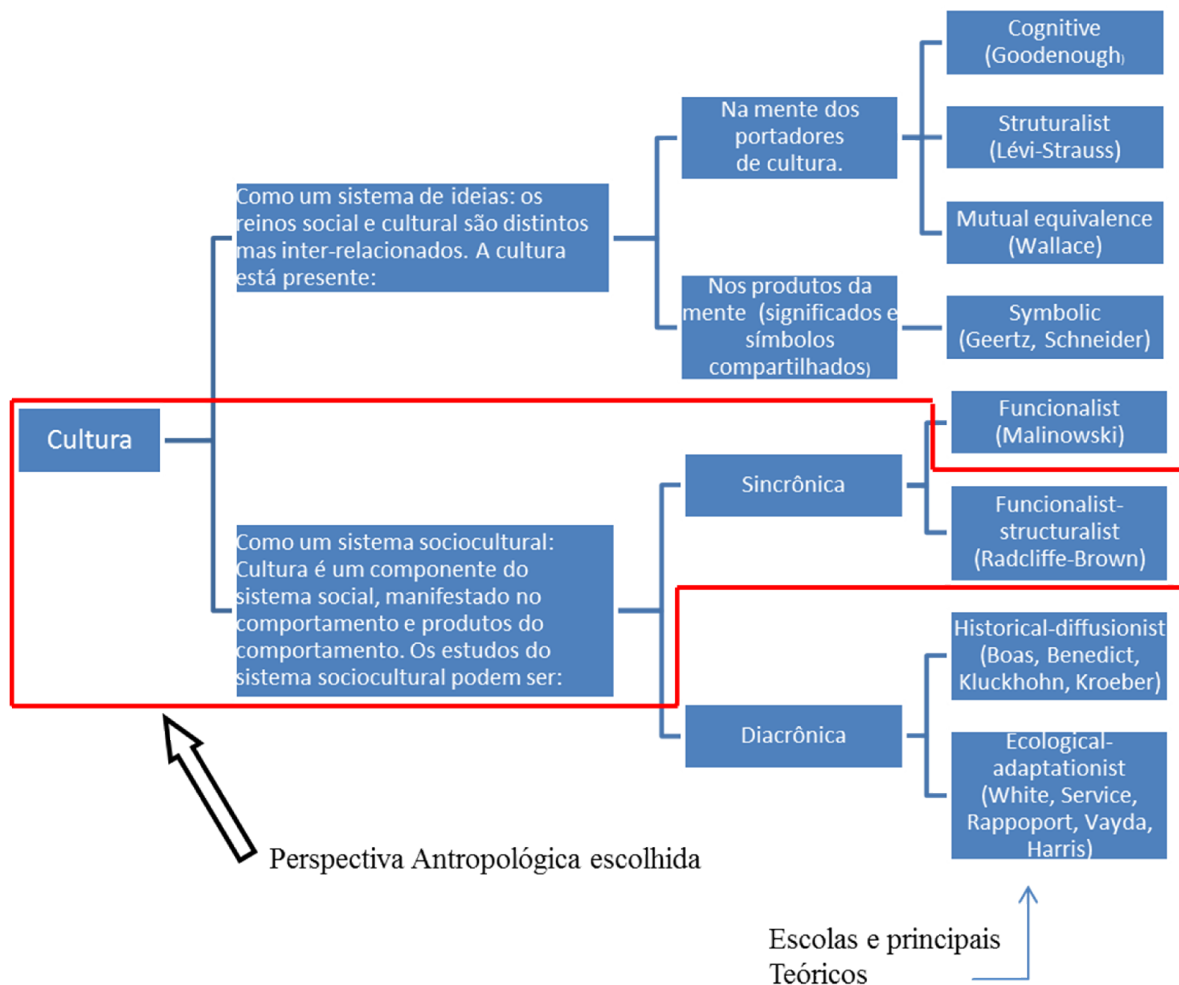 Cultura
Como um sistema de ideias: os
reinos social e cultural são distintos
mas inter-relacionados. A cultura
está presente:
Na mente dos
portadores
de cultura.
Cognitive
(Goodenough)
Struturalist
(Lévi-Strauss)
Mutual equivalence
(Wallace)
Nos produtos da
mente (significados e
símbolos
compartilhados)
Symbolic
(Geertz, Schneider)
Como um sistema sociocultural:
Cultura é um componente do
sistema social, manifestado no
comportamento e produtos do
comportamento. Os estudos do
sistema sociocultural podem ser:
Sincrônica
Funcionalist
(Malinowski)
Funcionalist-
structuralist
(Radcliffe-Brown)
Diacrônica
Historical-diffusionist
(Boas, Benedict,
Kluckhohn, Kroeber)
Ecological-
adaptationist
(White, Service,
Rappoport, Vayda,
Harris)
Perspectiva Antropológica escolhida
Escolas e principais
Teóricos